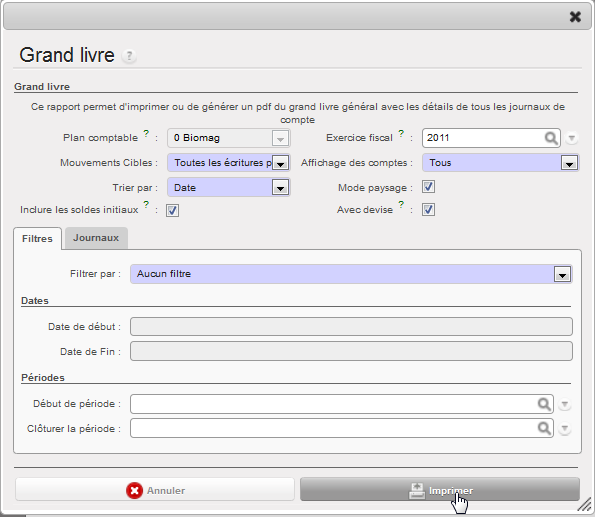 Grand livre ?
Grand livre
Ce rapport permet d'imprimer ou de générer un pdf du grand livre général avec les détails de tous les journaux de
compte
Plan comptable ? : 0 Biomag Exercice fiscal ? : 2011
Mouvements Cibles : Toutes les écritures p Affichage des comptes : Tous
Trier par : Date Mode paysage :
Inclure les soldes initiaux ? : Avec devise ? :
Filtres Journaux
Filtrer par : Aucun filtre
Dates
Date de début :
Date de Fin :
Périodes
Début de période :
Clôturer la période :
Annuler Imprimer